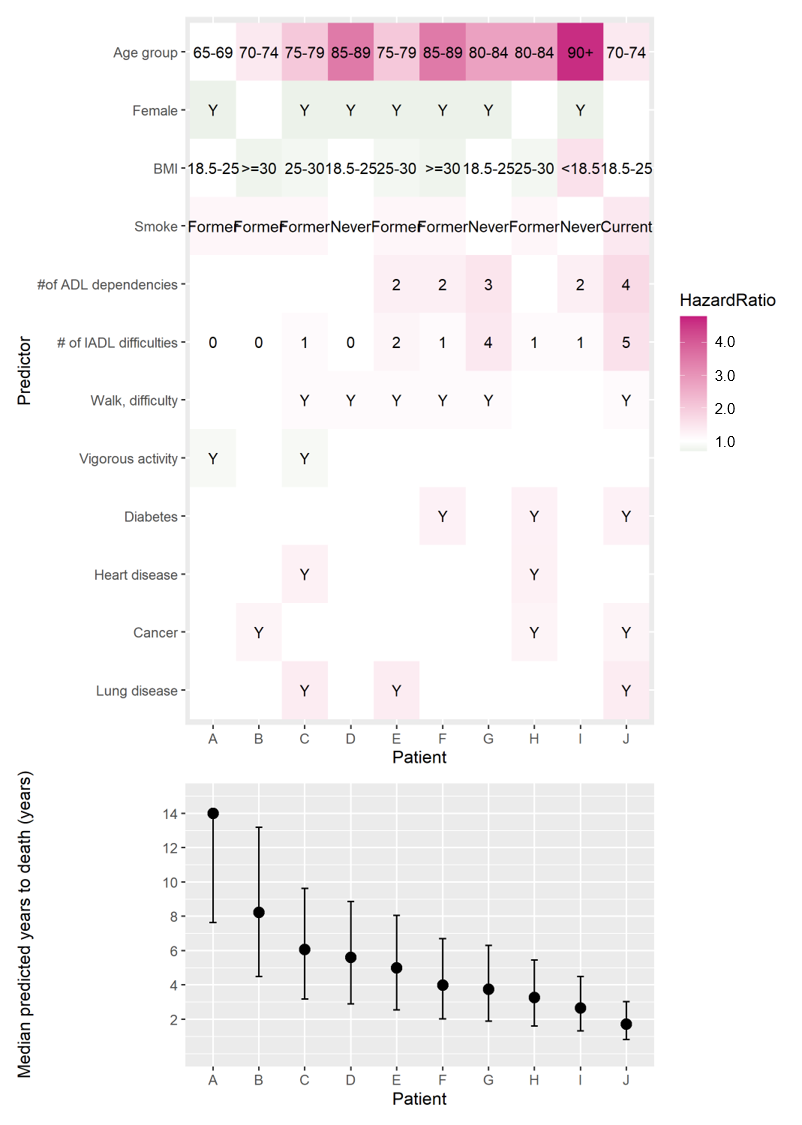 Age group 65-69 70-74 75-79 85-89 75-79 85-89 80-84 80-84 90+ 70-74
Female Y Y Y Y Y Y Y
BMI 18.5-25 >=30 25-30 18.5-25 25-30 >=30 18.5-25 25-30 <18.5 18.5-25
Smoke Former Former Former Never Former Former Never Former Never Current
#of ADL dependencies 2 2 3 2 4
# of IADL difficulties 0 0 1 0 2 1 4 1 1 5
Walk, difficulty Y Y Y Y Y Y
Vigorous activity Y Y
Diabetes Y Y Y
Heart disease Y Y
Cancer Y Y Y
Lung disease Y Y Y
A B C D E F G H I J
Patient
Predictor
HazardRatio
4.0
3.0
2.0
1.0
Median predicted years to death (years)
14
12
10
8
6
4
2
A B C D E F G H I J
Patient